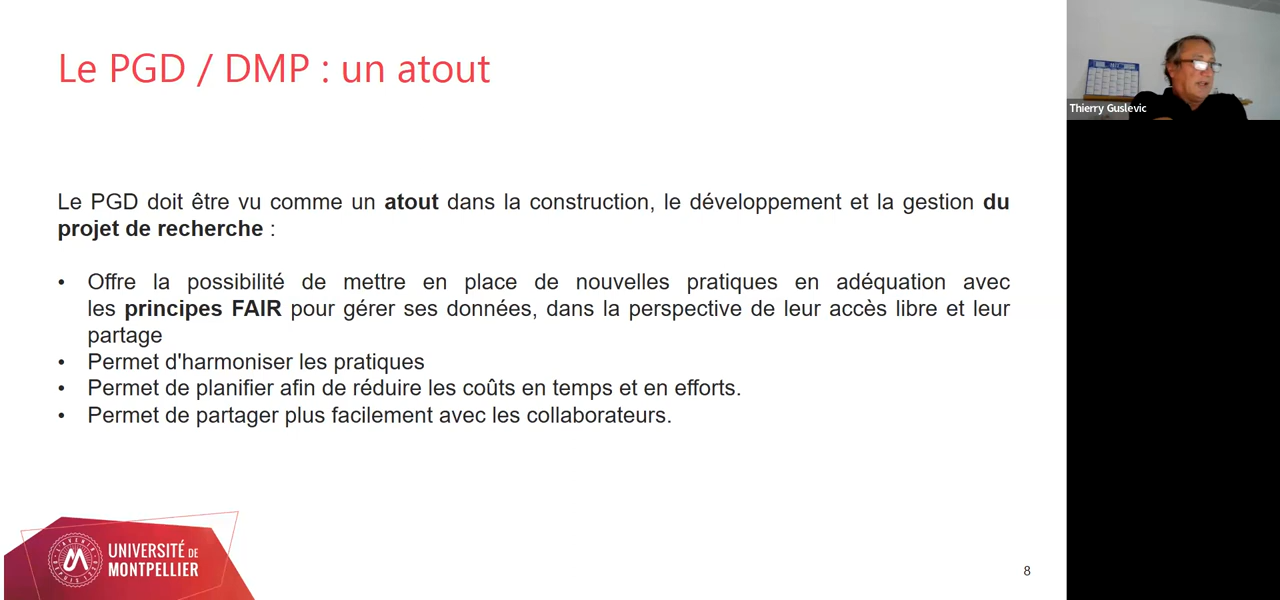 Le PGD / DMP : un atout
Thierry Guslevic
Le PGD doit être vu comme un atout dans la construction, le développement et la gestion du
projet de recherche :
• Offre la possibilité de mettre en place de nouvelles pratiques en adéquation avec
les principes FAIR pour gérer ses données, dans la perspective de leur accès libre et leur
partage
• Permet d'harmoniser les pratiques
• Permet de planifier afin de réduire les coûts en temps et en efforts.
• Permet de partager plus facilement avec les collaborateurs.
UNIVERSITÉ DE
MONTPELLIER
8